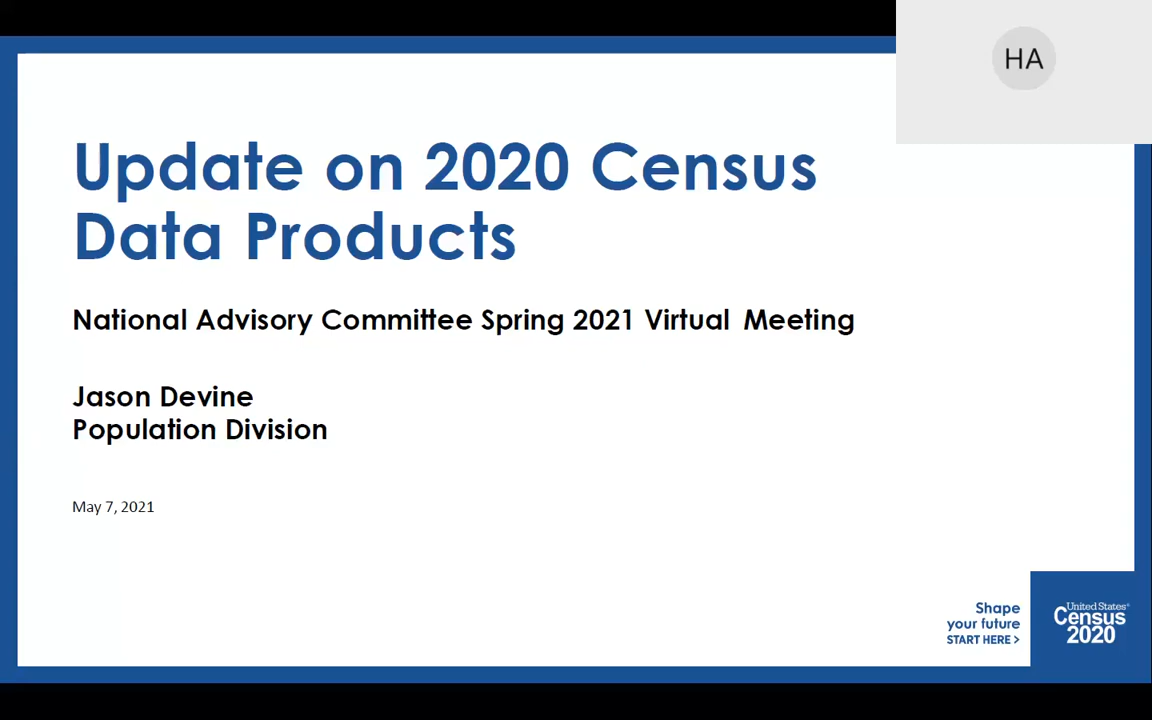 HA
Update on 2020 Census
Data Products
National Advisory Committee Spring 2021 Virtual Meeting
Jason Devine
Population Division
May 7, 2021
Shape
your future
START HERE >
United States®
Census
2020